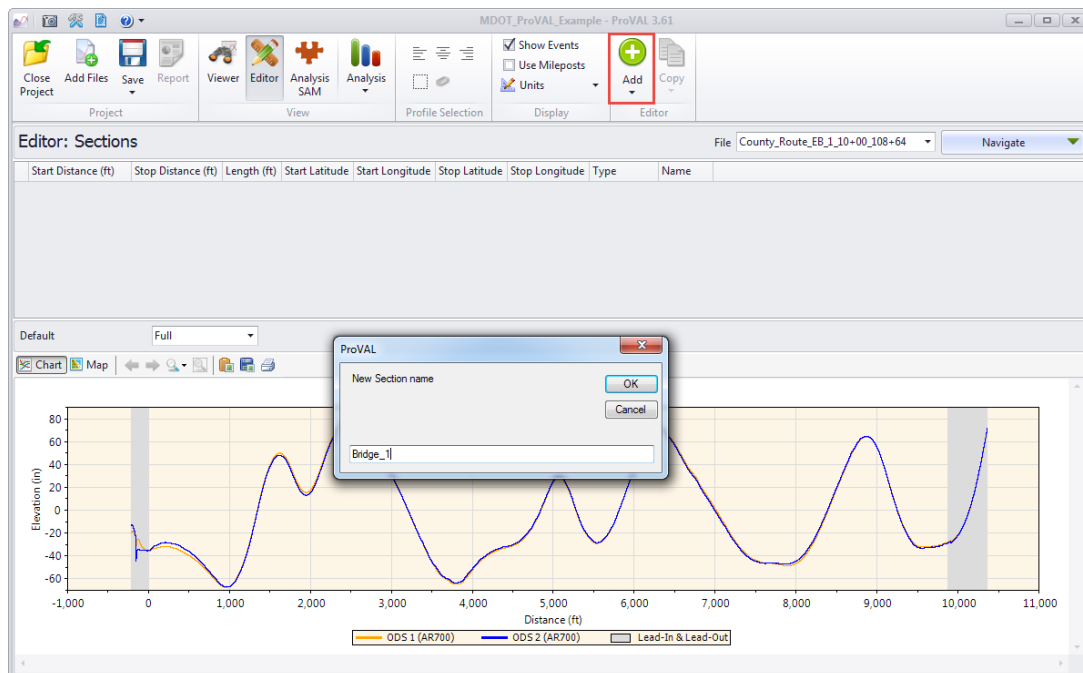 MDOT_ProVAL_Example - ProVAL 3.61
Close Project
Add Files
Save
Report
Project
Viewer
Editor
Analysis SAM
Analysis
View
Profile Selection
Show Events
Use Mileposts
Units
Display
Add
Copy
Editor
Editor: Sections
File County_Route_EB_1_10+00_108+64
Navigate
Start Distance (ft) Stop Distance (ft) Length (ft) Start Latitude Start Longitude Stop Latitude Stop Longitude Type Name
Default Full
Chart Map
ProVAL
New Section name
OK
Cancel
Bridge_1
Elevation (in)
80
60
40
20
0
-20
-40
-60
-1,000 0 1,000 2,000 3,000 4,000 5,000 6,000 7,000 8,000 9,000 10,000 11,000
Distance (ft)
ODS 1 (AR700) ODS 2 (AR700) Lead-In & Lead-Out